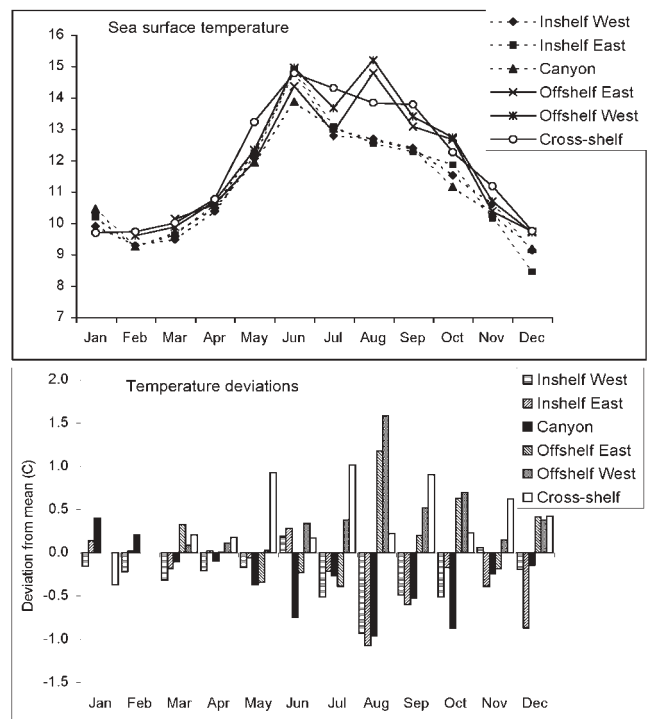 Sea surface temperature
Inshelf West
Inshelf East
Canyon
Offshelf East
Offshelf West
Cross-shelf
16
15
14
13
12
11
10
9
8
7
Jan Feb Mar Apr May Jun Jul Aug Sep Oct Nov Dec
Temperature deviations
Inshelf West
Inshelf East
Canyon
Offshelf East
Offshelf West
Cross-shelf
Deviation from mean (C)
2.0
1.5
1.0
0.5
0.0
-0.5
-1.0
-1.5
Jan Feb Mar Apr May Jun Jul Aug Sep Oct Nov Dec